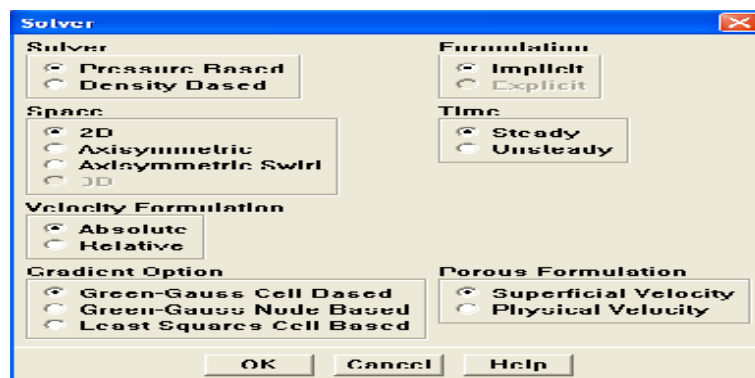 Solver
Solver
Pressure Based
Density Based
Formulation
Implicit
Explicit
Space
2D
Axisymmetric
Axisymmetric Swirl
3D
Time
Steady
Unsteady
Velocity Formulation
Absolute
Relative
Gradient Option
Green-Gauss Cell Based
Green-Gauss Node Based
Least Squares Cell Based
Porous Formulation
Superficial Velocity
Physical Velocity
OK
Cancel
Help